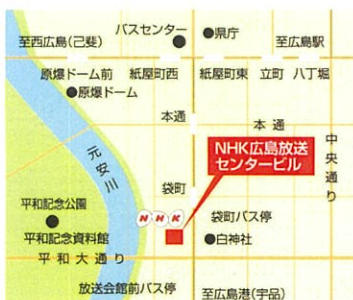 バスセンター
県庁
至西広島(己斐)
至広島駅
原爆ドーム前
紙屋町西
紙屋町東
立町
八丁堀
原爆ドーム
本通
本通
NHK広島放送
センタービル
中央通り
元安川
袋町
平和記念公園
NHK
袋町バス停
平和記念資料館
白神社
平和大通り
放送会館前バス停
至広島港(宇品)